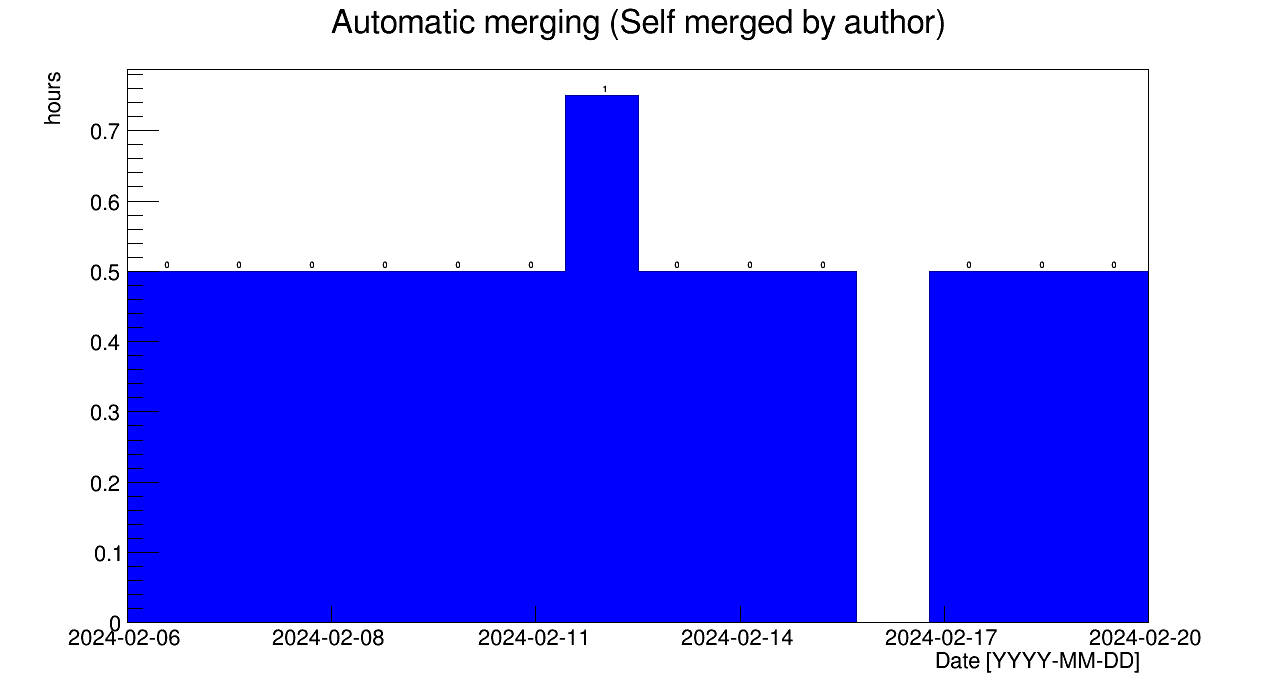 Automatic merging (Self merged by author)
hours
0.7
0.6
0.5
0.4
0.3
0.2
0.1
0
0 0 0 0 0 0 1 0 0 0 0 0 0
2024-02-06 2024-02-08 2024-02-11 2024-02-14 2024-02-17 2024-02-20
Date [YYYY-MM-DD]